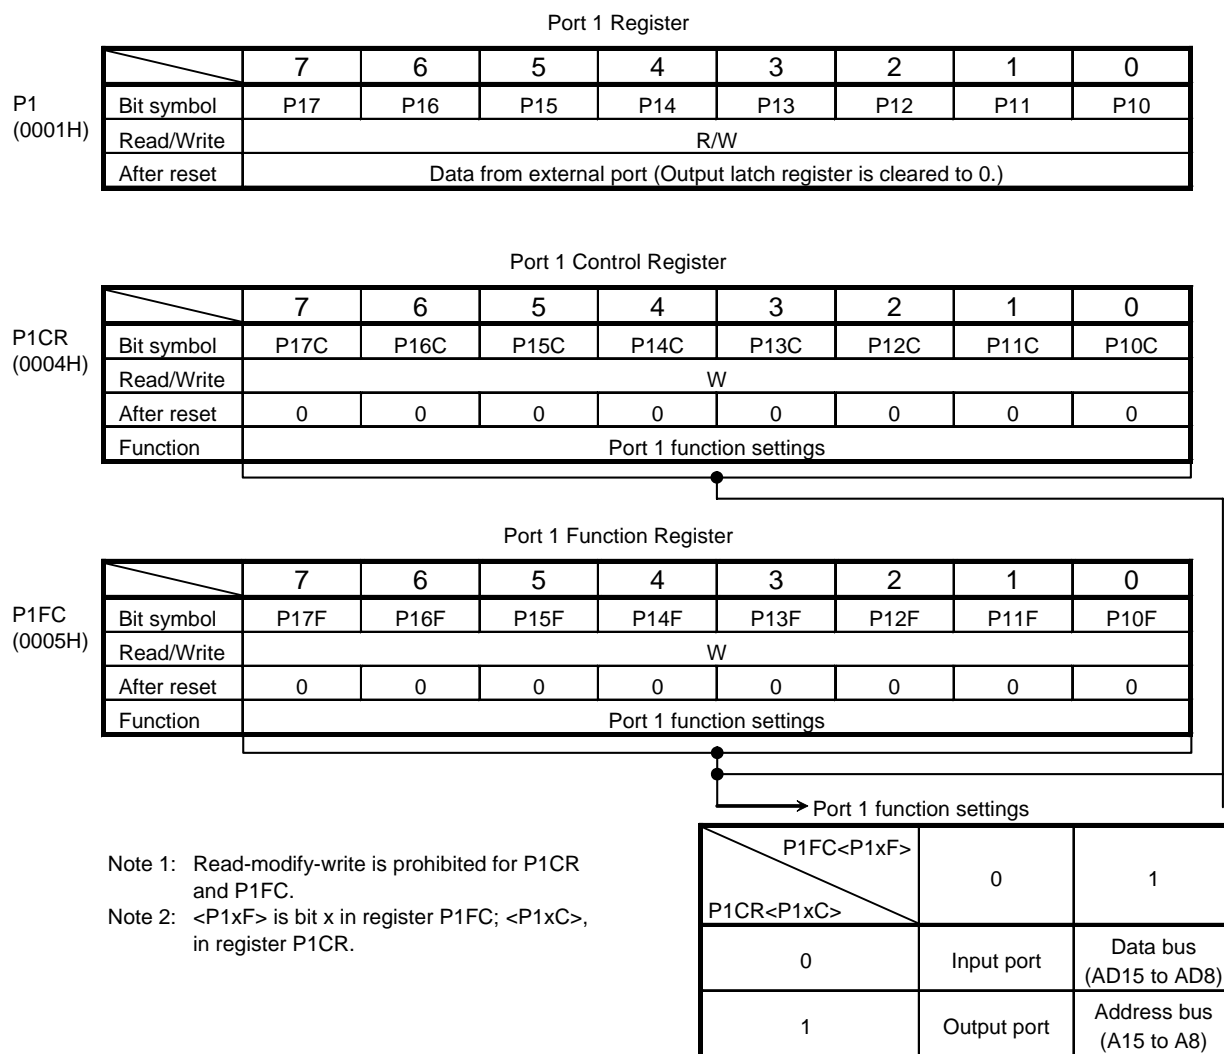 Port 1 Register
7 6 5 4 3 2 1 0
P1
(0001H)
Bit symbol P17 P16 P15 P14 P13 P12 P11 P10
Read/Write R/W
After reset Data from external port (Output latch register is cleared to 0.)
Port 1 Control Register
7 6 5 4 3 2 1 0
P1CR
(0004H)
Bit symbol P17C P16C P15C P14C P13C P12C P11C P10C
Read/Write W
After reset 0 0 0 0 0 0 0 0
Function Port 1 function settings
Port 1 Function Register
7 6 5 4 3 2 1 0
P1FC
(0005H)
Bit symbol P17F P16F P15F P14F P13F P12F P11F P10F
Read/Write W
After reset 0 0 0 0 0 0 0 0
Function Port 1 function settings
Port 1 function settings
P1FC<P1xF> 0 1
P1CR<P1xC>
0 Input port Data bus
(AD15 to AD8)
1 Output port Address bus
(A15 to A8)
Note 1: Read-modify-write is prohibited for P1CR
and P1FC.
Note 2: <P1xF> is bit x in register P1FC; <P1xC>,
in register P1CR.